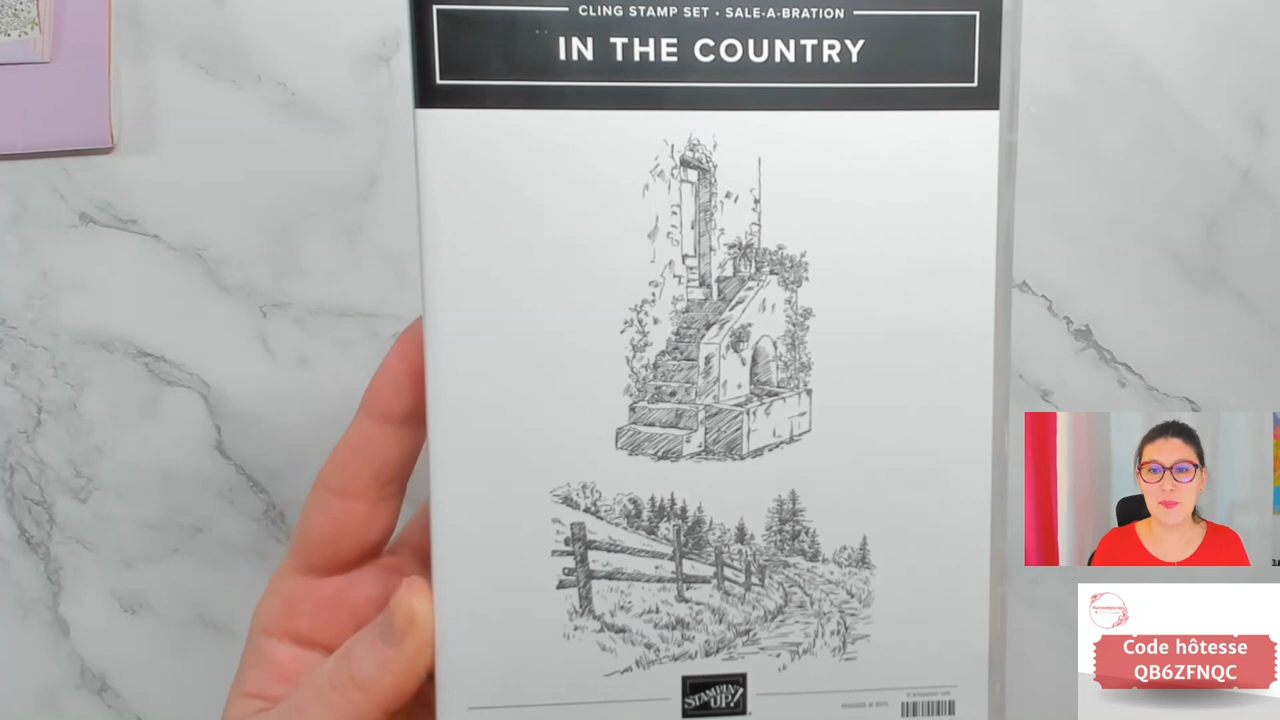 CLING STAMP SET • SALE-A-BRATION
IN THE COUNTRY
STAMPIN' UP!
Code hôtesse
QB6ZFNQC